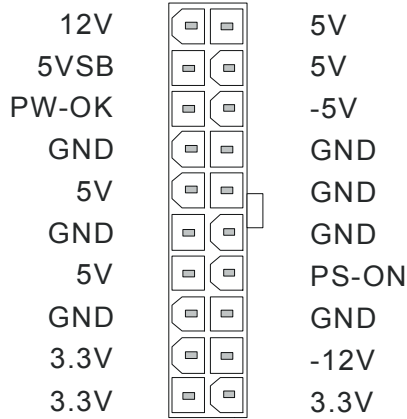 12V 5V
5VSB 5V
PW-OK -5V
GND GND
5V GND
GND GND
5V PS-ON
GND GND
3.3V -12V
3.3V 3.3V